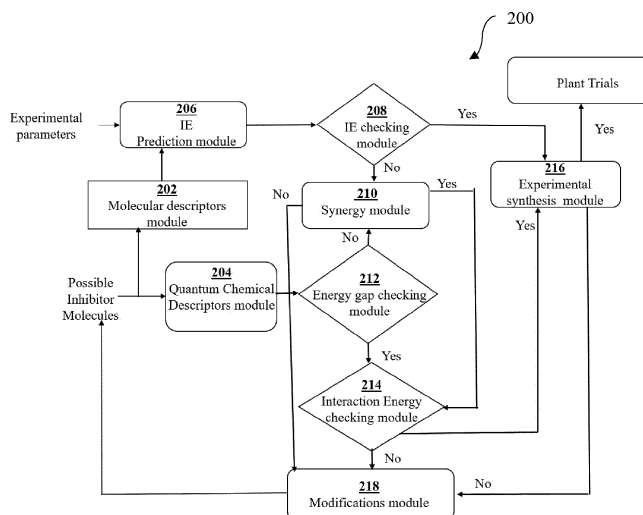 200
Plant Trials
Experimental
parameters
206
IE
Prediction module
208
IE checking
module
Yes
Yes
No
202
Molecular descriptors
module
No
210
Synergy module
Yes
216
Experimental
synthesis module
No
Yes
Possible
Inhibitor
Molecules
204
Quantum Chemical
Descriptors module
212
Energy gap checking
module
Yes
214
Interaction Energy
checking module
No
No
218
Modifications module